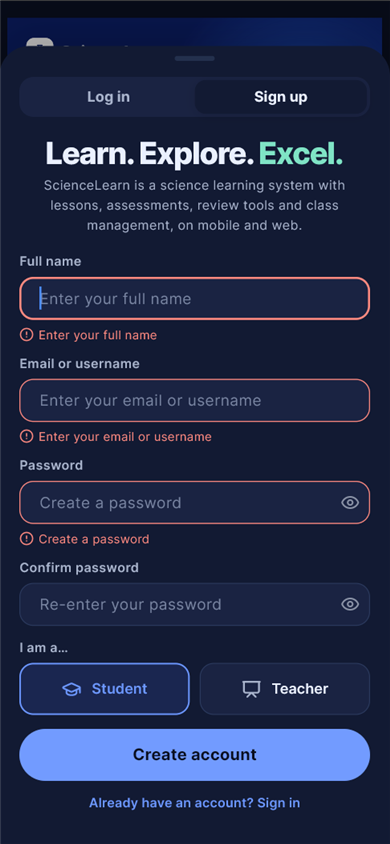 Log in
Sign up
Learn. Explore. Excel.
ScienceLearn is a science learning system with
lessons, assessments, review tools and class
management, on mobile and web.
Full name
Enter your full name
Enter your full name
Email or username
Enter your email or username
Enter your email or username
Password
Create a password
Create a password
Confirm password
Re-enter your password
I am a...
Student
Teacher
Create account
Already have an account? Sign in